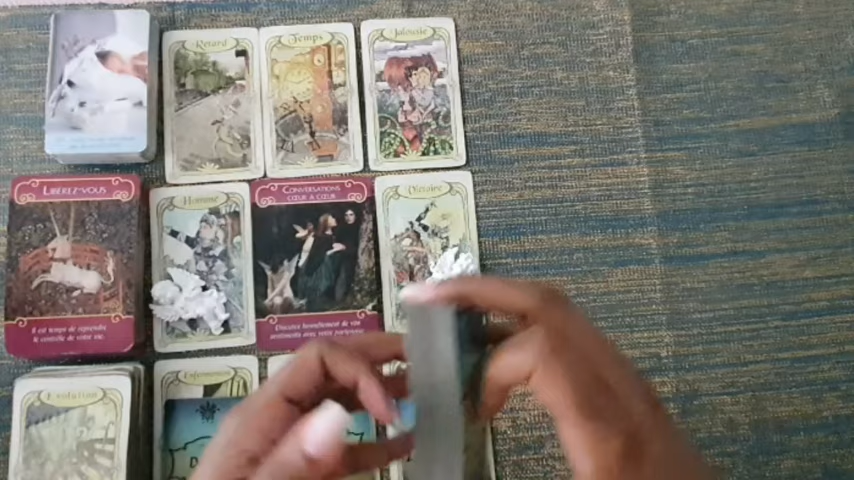 Retard
Temps
Jalousie
LIBÉREZ-VOUS
Il est temps de reprendre
le contrôle de votre vie.
Homme
CONVERSATIONS
CŒUR À CŒUR
Discutez honnêtement de vos
sentiments avec votre partenaire.
Victoire
Evolution